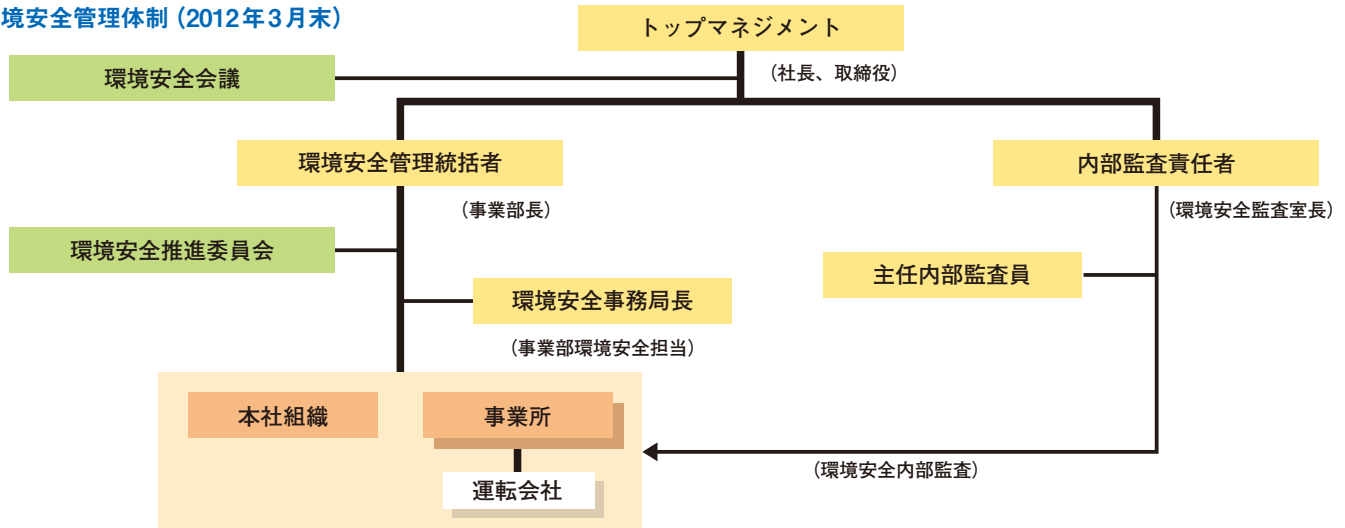 境安全管理体制（2012年3月末）
トップマネジメント
（社長、取締役）
環境安全会議
環境安全管理統括者
（事業部長）
内部監査責任者
（環境安全監査室長）
環境安全推進委員会
主任内部監査員
環境安全事務局長
（事業部環境安全担当）
本社組織
事業所
（環境安全内部監査）
運転会社